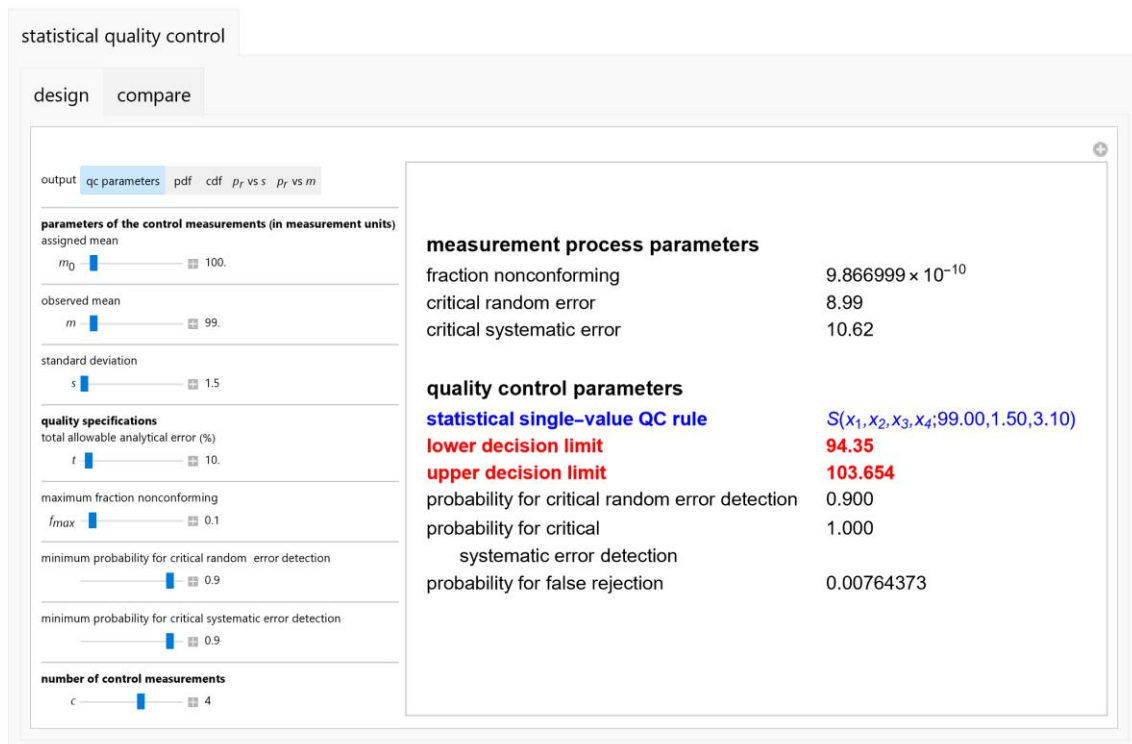 statistical quality control
design compare
output qc parameters pdf cdf pr vs s pr vs m
parameters of the control measurements (in measurement units)
assigned mean
m0 100.
observed mean
m 99.
standard deviation
s 1.5
quality specifications
total allowable analytical error (%)
t 10.
maximum fraction nonconforming
fmax 0.1
minimum probability for critical random error detection
0.9
minimum probability for critical systematic error detection
0.9
number of control measurements
c 4
measurement process parameters
fraction nonconforming 9.866999 × 10⁻¹⁰
critical random error 8.99
critical systematic error 10.62
quality control parameters
statistical single–value QC rule S(x₁,x₂,x₃,x₄;99.00,1.50,3.10)
lower decision limit 94.35
upper decision limit 103.654
probability for critical random error detection 0.900
probability for critical 1.000
systematic error detection
probability for false rejection 0.00764373